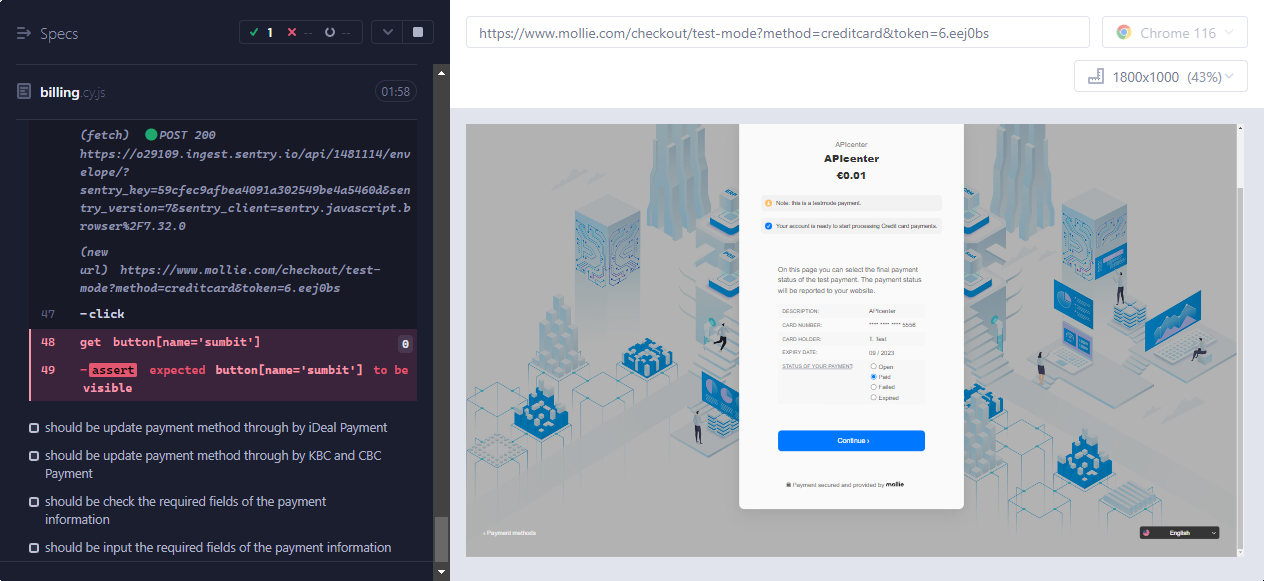 Specs
1
--
--
https://www.mollie.com/checkout/test-mode?method=creditcard&token=6.eej0bs
Chrome 116
1800x1000 (43%)
billing.cy.js
01:58
(fetch) POST 200
https://o29109.ingest.sentry.io/api/1481114/env
elope/?
sentry_key=59cfec9afbea4091a302549be4a5460d&sen
try_version=7&sentry_client=sentry.javascript.b
rowser%2F7.32.0
(new
url) https://www.mollie.com/checkout/test-
mode?method=creditcard&token=6.eej0bs
47 -click
48 get button[name='sumbit'] 0
49 -assert expected button[name='sumbit'] to be
visible
should be update payment method through by iDeal Payment
should be update payment method through by KBC and CBC
Payment
should be check the required fields of the payment
information
should be input the required fields of the payment information
APIcenter
APIcenter
€0.01
Note: this is a testmode payment.
Your account is ready to start processing Credit card payments.
On this page you can select the final payment
status of the test payment. The payment status
will be reported to your website.
DESCRIPTION: APIcenter
CARD NUMBER: **** **** **** 5556
CARD HOLDER: T. Test
EXPIRY DATE: 09 / 2023
STATUS OF YOUR PAYMENT Open
Paid
Failed
Expired
Continue ›
Payment secured and provided by mollie
‹ Payment methods
English
ERP
POS